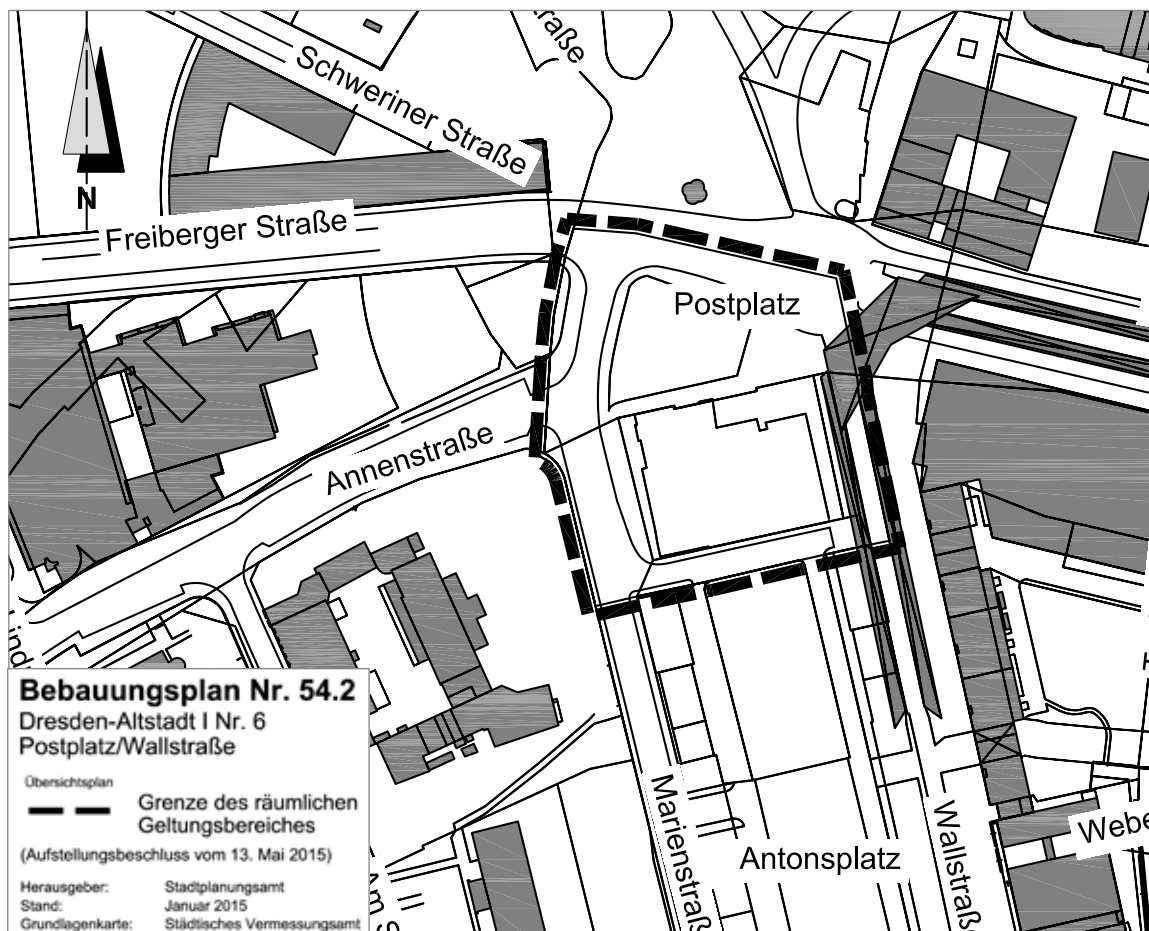 traße
Schweriner Straße
N
Freiberger Straße
Postplatz
Annenstraße
Bebauungsplan Nr. 54.2
Dresden-Altstadt I Nr. 6
Postplatz/Wallstraße
Übersichtsplan
Grenze des räumlichen
Geltungsbereiches
(Aufstellungsbeschluss vom 13. Mai 2015)
Herausgeber: Stadtplanungsamt
Stand: Januar 2015
Grundlagenkarte: Städtisches Vermessungsamt
Marienstraß
Antonsplatz
Wallstraße
Webe
Am S